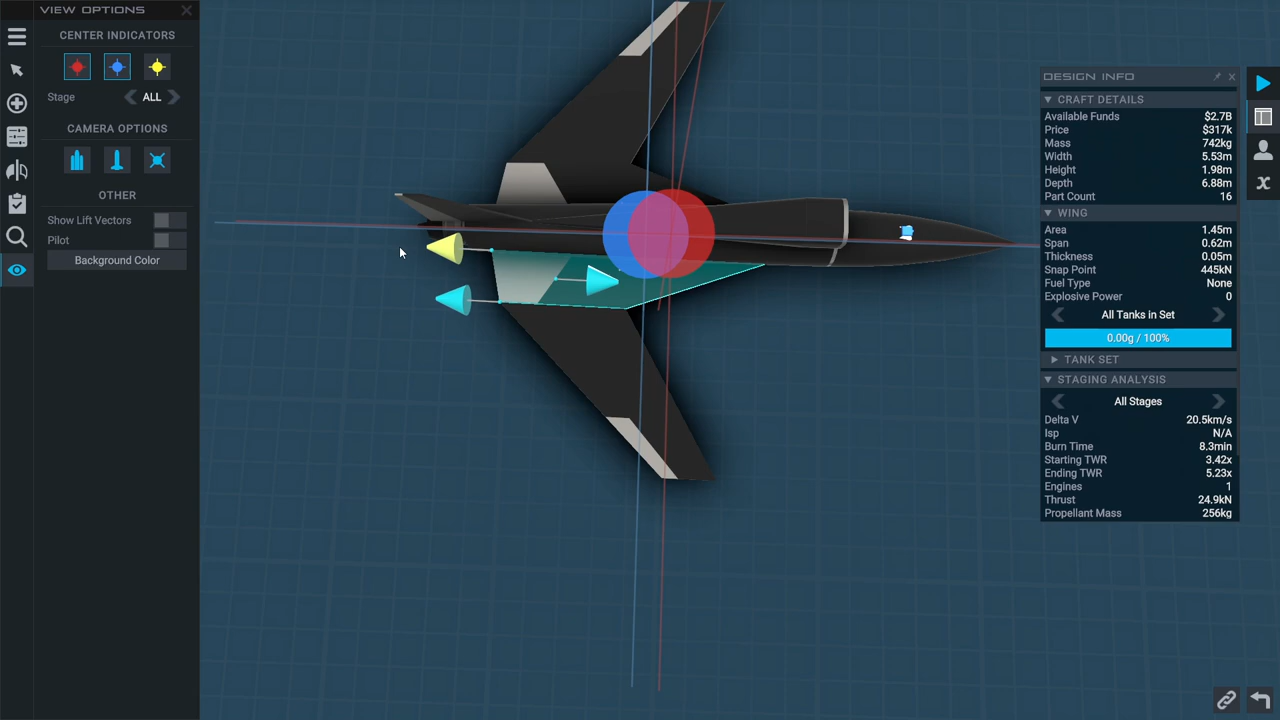 VIEW OPTIONS
CENTER INDICATORS
Stage ALL
CAMERA OPTIONS
OTHER
Show Lift Vectors
Pilot
Background Color
DESIGN INFO
CRAFT DETAILS
Available Funds $2.7B
Price $317k
Mass 742kg
Width 5.53m
Height 1.98m
Depth 6.88m
Part Count 16
WING
Area 1.45m
Span 0.62m
Thickness 0.05m
Snap Point 445kN
Fuel Type None
Explosive Power 0
All Tanks in Set
0.00g / 100%
TANK SET
STAGING ANALYSIS
All Stages
Delta V 20.5km/s
Isp N/A
Burn Time 8.3min
Starting TWR 3.42x
Ending TWR 5.23x
Engines 1
Thrust 24.9kN
Propellant Mass 256kg